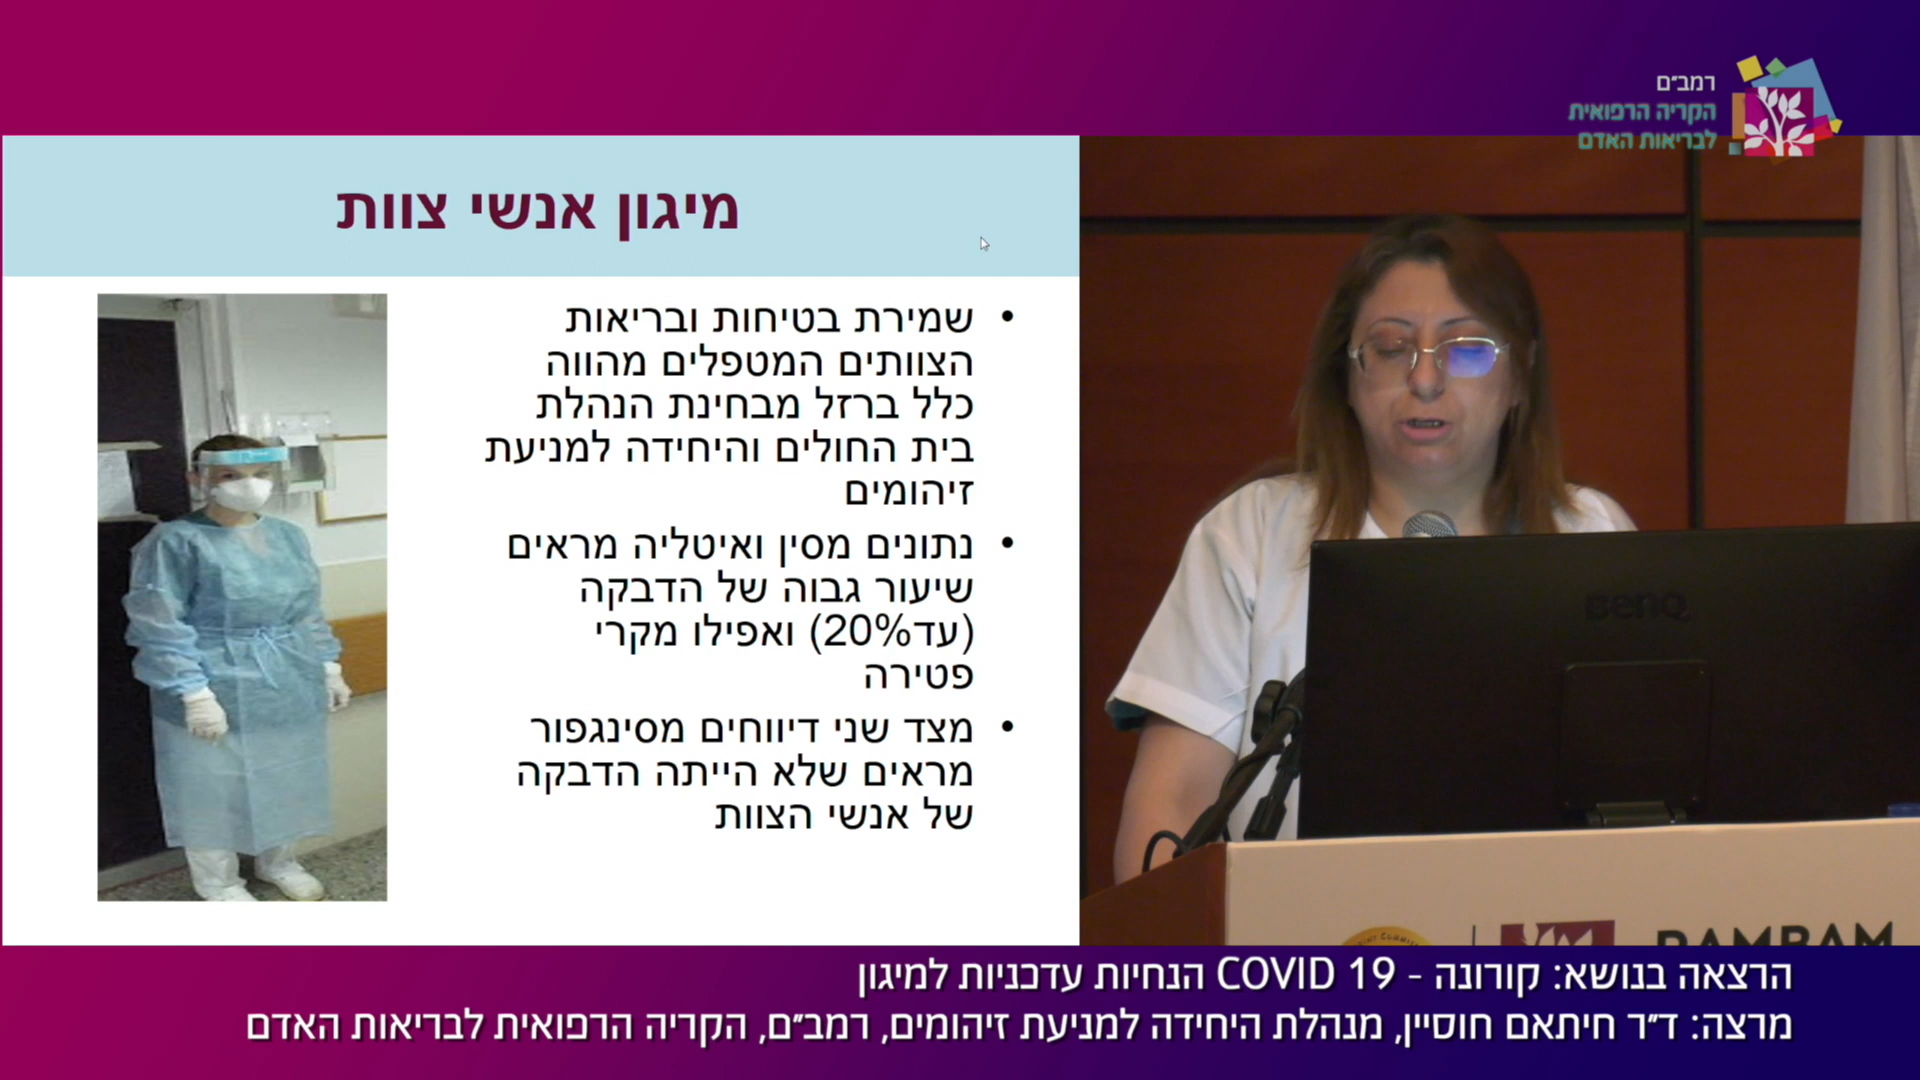 רמב״ם
הקריה הרפואית
לבריאות האדם
מיגון אנשי צוות
• שמירת בטיחות ובריאות
הצוותים המטפלים מהווה
כלל ברזל מבחינת הנהלת
בית החולים והיחידה למניעת
זיהומים
• נתונים מסין ואיטליה מראים
שיעור גבוה של הדבקה
(עד20%) ואפילו מקרי
פטירה
• מצד שני דיווחים מסינגפור
מראים שלא הייתה הדבקה
של אנשי הצוות
BenQ
RAMBAM
הרצאה בנושא: קורונה - COVID 19 הנחיות עדכניות למיגון
מרצה: ד״ר חיתאם חוסיין, מנהלת היחידה למניעת זיהומים, רמב״ם, הקריה הרפואית לבריאות האדם